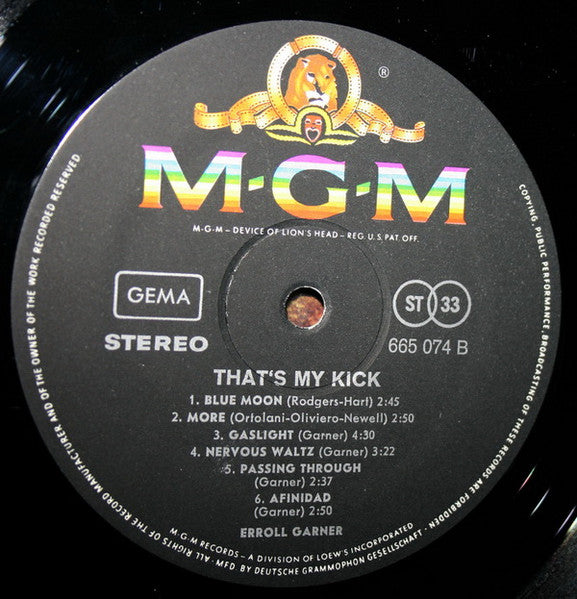 ®
M·G·M
M-G-M – DEVICE OF LION'S HEAD – REG. U.S. PAT. OFF.
GEMA
ST 33
STEREO
665 074 B
THAT'S MY KICK
1. BLUE MOON (Rodgers-Hart) 2:45
2. MORE (Ortolani-Oliviero-Newell) 2:50
3. GASLIGHT (Garner) 4:30
4. NERVOUS WALTZ (Garner) 3:22
5. PASSING THROUGH
(Garner) 2:37
6. AFINIDAD
(Garner) 2:50
ERROLL GARNER
M-G-M RECORDS - A DIVISION OF LOEW'S INCORPORATED
ALL RIGHTS OF THE RECORD MANUFACTURER AND OF THE OWNER OF THE WORK RECORDED RESERVED
COPYING, PUBLIC PERFORMANCE, BROADCASTING OF THESE RECORDS ARE FORBIDDEN · MFD. BY DEUTSCHE GRAMMOPHON GESELLSCHAFT ·